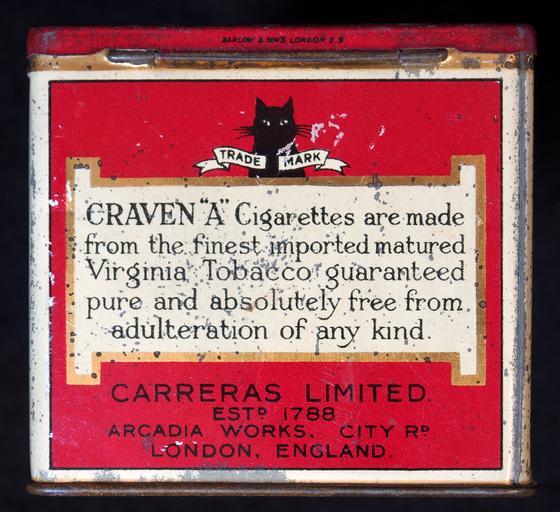 BARLOW & SONS, LONDON E.9
TRADE MARK
CRAVEN "A" Cigarettes are made
from the finest imported matured
Virginia Tobacco guaranteed
pure and absolutely free from
adulteration of any kind.
CARRERAS LIMITED.
ESTD 1788
ARCADIA WORKS, CITY RD
LONDON, ENGLAND.